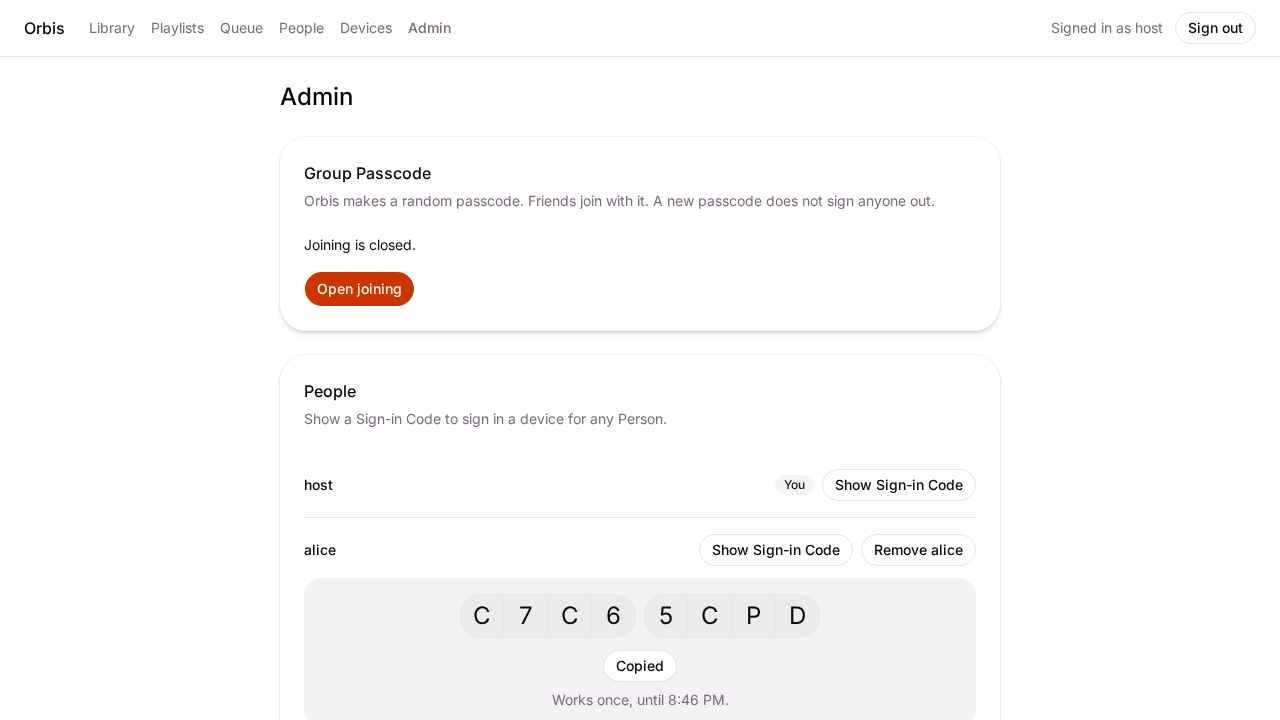 Orbis Library Playlists Queue People Devices Admin Signed in as host Sign out
Admin
Group Passcode
Orbis makes a random passcode. Friends join with it. A new passcode does not sign anyone out.
Joining is closed.
Open joining
People
Show a Sign-in Code to sign in a device for any Person.
host You Show Sign-in Code
alice Show Sign-in Code Remove alice
C 7 C 6 5 C P D
Copied
Works once, until 8:46 PM.